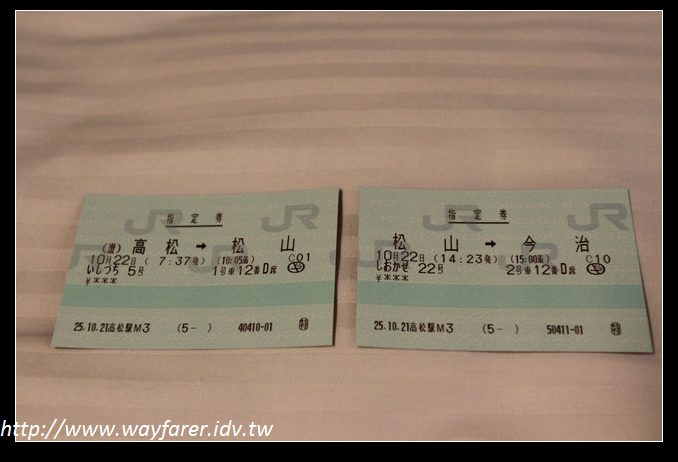 指定券
(讃) 高松 → 松山
10月22日 (7:37発) (10:05着) C01
いしづち 5号 1号車12番D席
¥***
25.10.21高松駅M3 (5- ) 40410-01
指定券
松山 → 今治
10月22日 (14:23発) (15:00着) C10
しおかぜ 22号 2号車12番D席
¥***
25.10.21高松駅M3 (5- ) 50411-01
JR JR JR JR
http://www.wayfarer.idv.tw